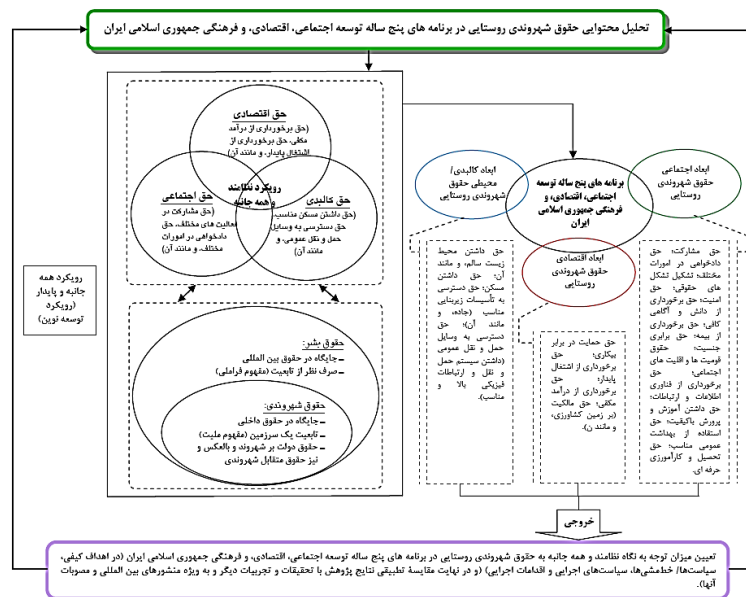 تحلیل محتوایی حقوق شهروندی روستایی در برنامه های پنج ساله توسعه اجتماعی، اقتصادی، و فرهنگی جمهوری اسلامی ایران
حق اقتصادی
(حق برخورداری از درآمد
مکفی، حق برخورداری از
اشتغال پایدار، و مانند آن)
رویکرد نظامند
و همه جانبه
حق اجتماعی
(حق مشارکت در
فعالیت های مختلف، حق
دادخواهی در امورات
مختلف، و مانند آن)
حق کالبدی
(حق داشتن مسکن مناسب،
حق دسترسی به وسایل
حمل و نقل عمومی، و
مانند آن)
ابعاد اجتماعی
حقوق شهروندی
روستایی
برنامه های پنج ساله توسعه
اجتماعی، اقتصادی، و
فرهنگی جمهوری اسلامی
ایران
ابعاد کالبدی/
محیطی حقوق
شهروندی روستایی
ابعاد اقتصادی
حقوق شهروندی
روستایی
حق مشارکت؛ حق
دادخواهی در امورات
مختلف؛ تشکیل تشکل
های حقوقی؛ حق
امنیت؛ حق برخورداری
از دانش و آگاهی
کافی؛ حق برخورداری
از بیمه؛ حق برابری
جنسیت؛ حقوق
قومیت ها و اقلیت های
اجتماعی؛ حق
برخورداری از فناوری
اطلاعات و ارتباطات؛
حق داشتن آموزش و
پرورش باکیفیت؛ حق
استفاده از بهداشت
عمومی مناسب؛ حق
تحصیل و کارآموزی
حرفه ای.
حق حمایت در برابر
بیکاری؛ حق
برخورداری از اشتغال
پایدار؛ حق
برخورداری از درآمد
مکفی؛ حق مالکیت
(بر زمین کشاورزی،
و مانند ن).
حق داشتن محیط
زیست سالم، و مانند
آن؛ حق داشتن
مسکن؛ حق دسترسی
به تأسیسات زیربنایی
مناسب (جاده، و
مانند آن)؛ حق
دسترسی به وسایل
حمل و نقل عمومی
(داشتن سیستم حمل
و نقل و ارتباطات
فیزیکی بالا و
مناسب).
رویکرد همه
جانبه و پایدار
(رویکرد
توسعه نوین)
حقوق بشر:
ـ جایگاه در حقوق بین المللی
ـ صرف نظر از تابعیت (مفهوم فراملی)
حقوق شهروندی:
ـ جایگاه در حقوق داخلی
ـ تابعیت یک سرزمین (مفهوم ملیت)
ـ حقوق دولت بر شهروند و بالعکس و
نیز حقوق متقابل شهروندی
خروجی
تعیین میزان توجه به نگاه نظامند و همه جانبه به حقوق شهروندی روستایی در برنامه های پنج ساله توسعه اجتماعی، اقتصادی، و فرهنگی جمهوری اسلامی ایران (در اهداف کیفی،
سیاست‌ها/ خط‌مشی‌ها، سیاست‌های اجرایی و اقدامات اجرایی) (و در نهایت مقایسۀ تطبیقی نتایج پژوهش با تحقیقات و تجربیات دیگر و به ویژه منشورهای بین المللی و مصوبات
آنها).